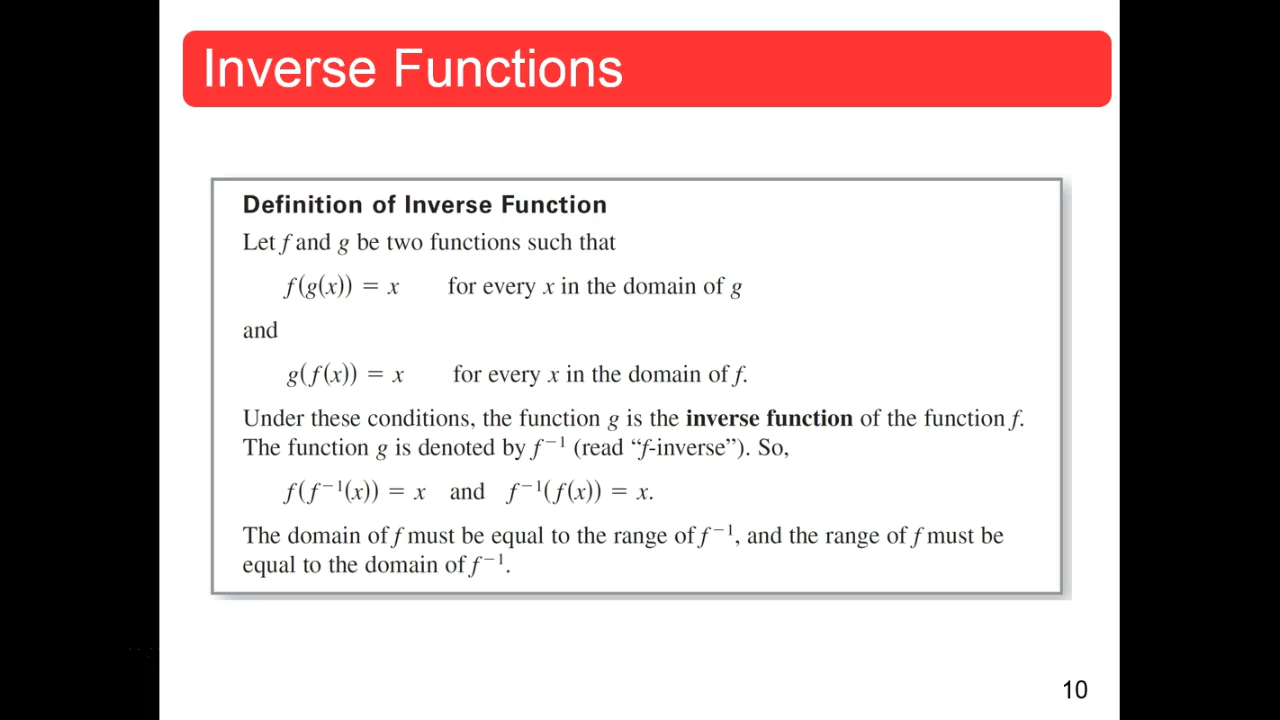 Inverse Functions
Definition of Inverse Function
Let f and g be two functions such that
f(g(x)) = x for every x in the domain of g
and
g(f(x)) = x for every x in the domain of f.
Under these conditions, the function g is the inverse function of the function f.
The function g is denoted by f⁻¹ (read “f-inverse”). So,
f(f⁻¹(x)) = x and f⁻¹(f(x)) = x.
The domain of f must be equal to the range of f⁻¹, and the range of f must be
equal to the domain of f⁻¹.
10